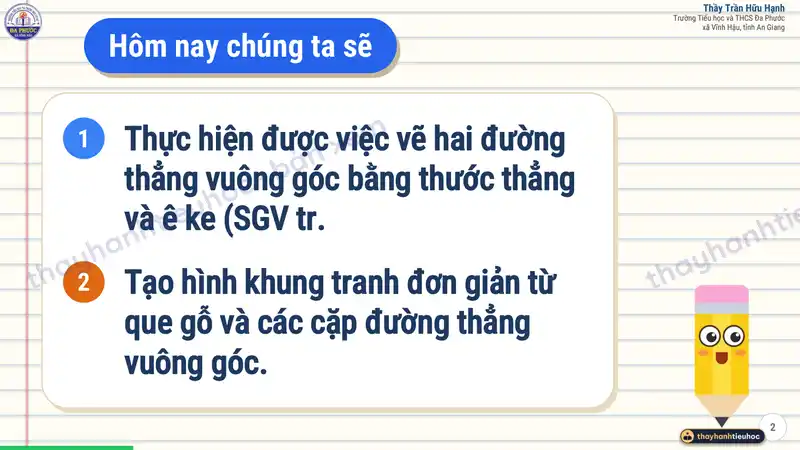 Thầy Trần Hữu Hạnh
Trường Tiểu học và THCS Đa Phước
xã Vĩnh Hậu, tỉnh An Giang
ĐA PHƯỚC
Hôm nay chúng ta sẽ
1
Thực hiện được việc vẽ hai đường
thẳng vuông góc bằng thước thẳng
và ê ke (SGV tr.
2
Tạo hình khung tranh đơn giản từ
que gỗ và các cặp đường thẳng
vuông góc.
thayhanhtieuhoc
2